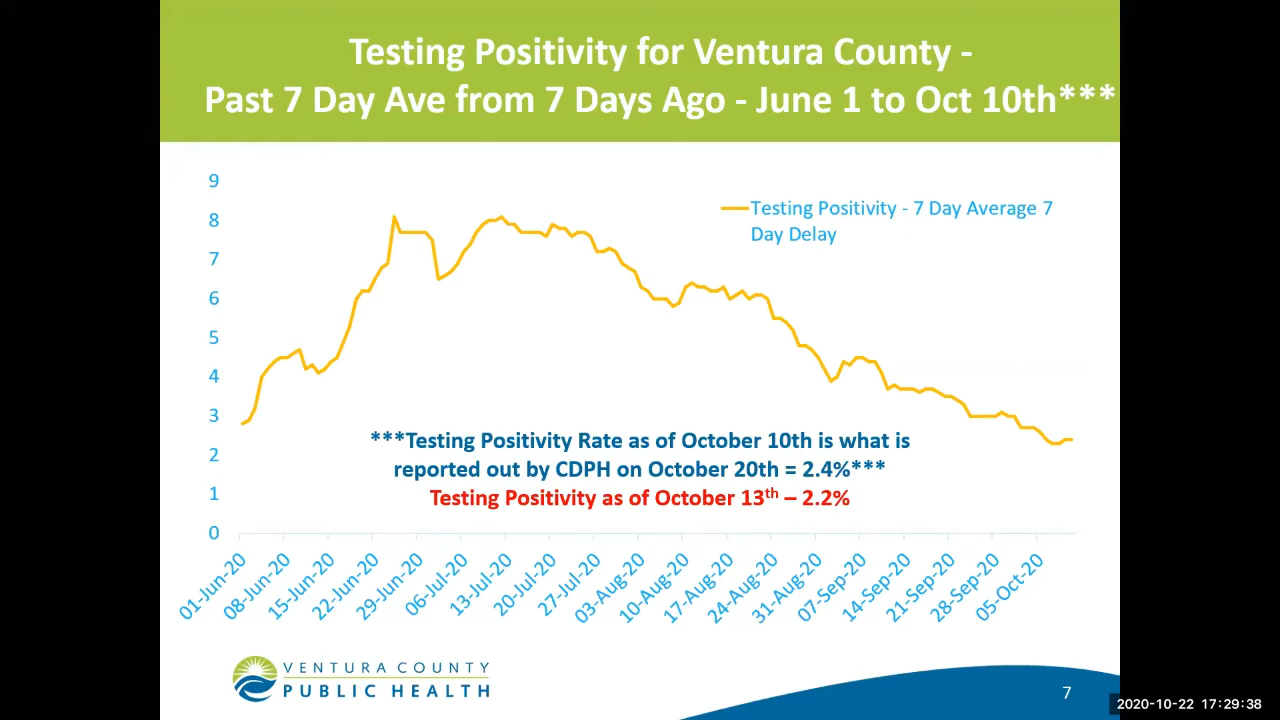 Testing Positivity for Ventura County -
Past 7 Day Ave from 7 Days Ago - June 1 to Oct 10th***
9
8
7
6
5
4
3
2
1
0
Testing Positivity - 7 Day Average 7
Day Delay
***Testing Positivity Rate as of October 10th is what is
reported out by CDPH on October 20th = 2.4%***
Testing Positivity as of October 13th – 2.2%
01-Jun-20
08-Jun-20
15-Jun-20
22-Jun-20
29-Jun-20
06-Jul-20
13-Jul-20
20-Jul-20
27-Jul-20
03-Aug-20
10-Aug-20
17-Aug-20
24-Aug-20
31-Aug-20
07-Sep-20
14-Sep-20
21-Sep-20
28-Sep-20
05-Oct-20
VENTURA COUNTY
PUBLIC HEALTH
7
2020-10-22 17:29:38